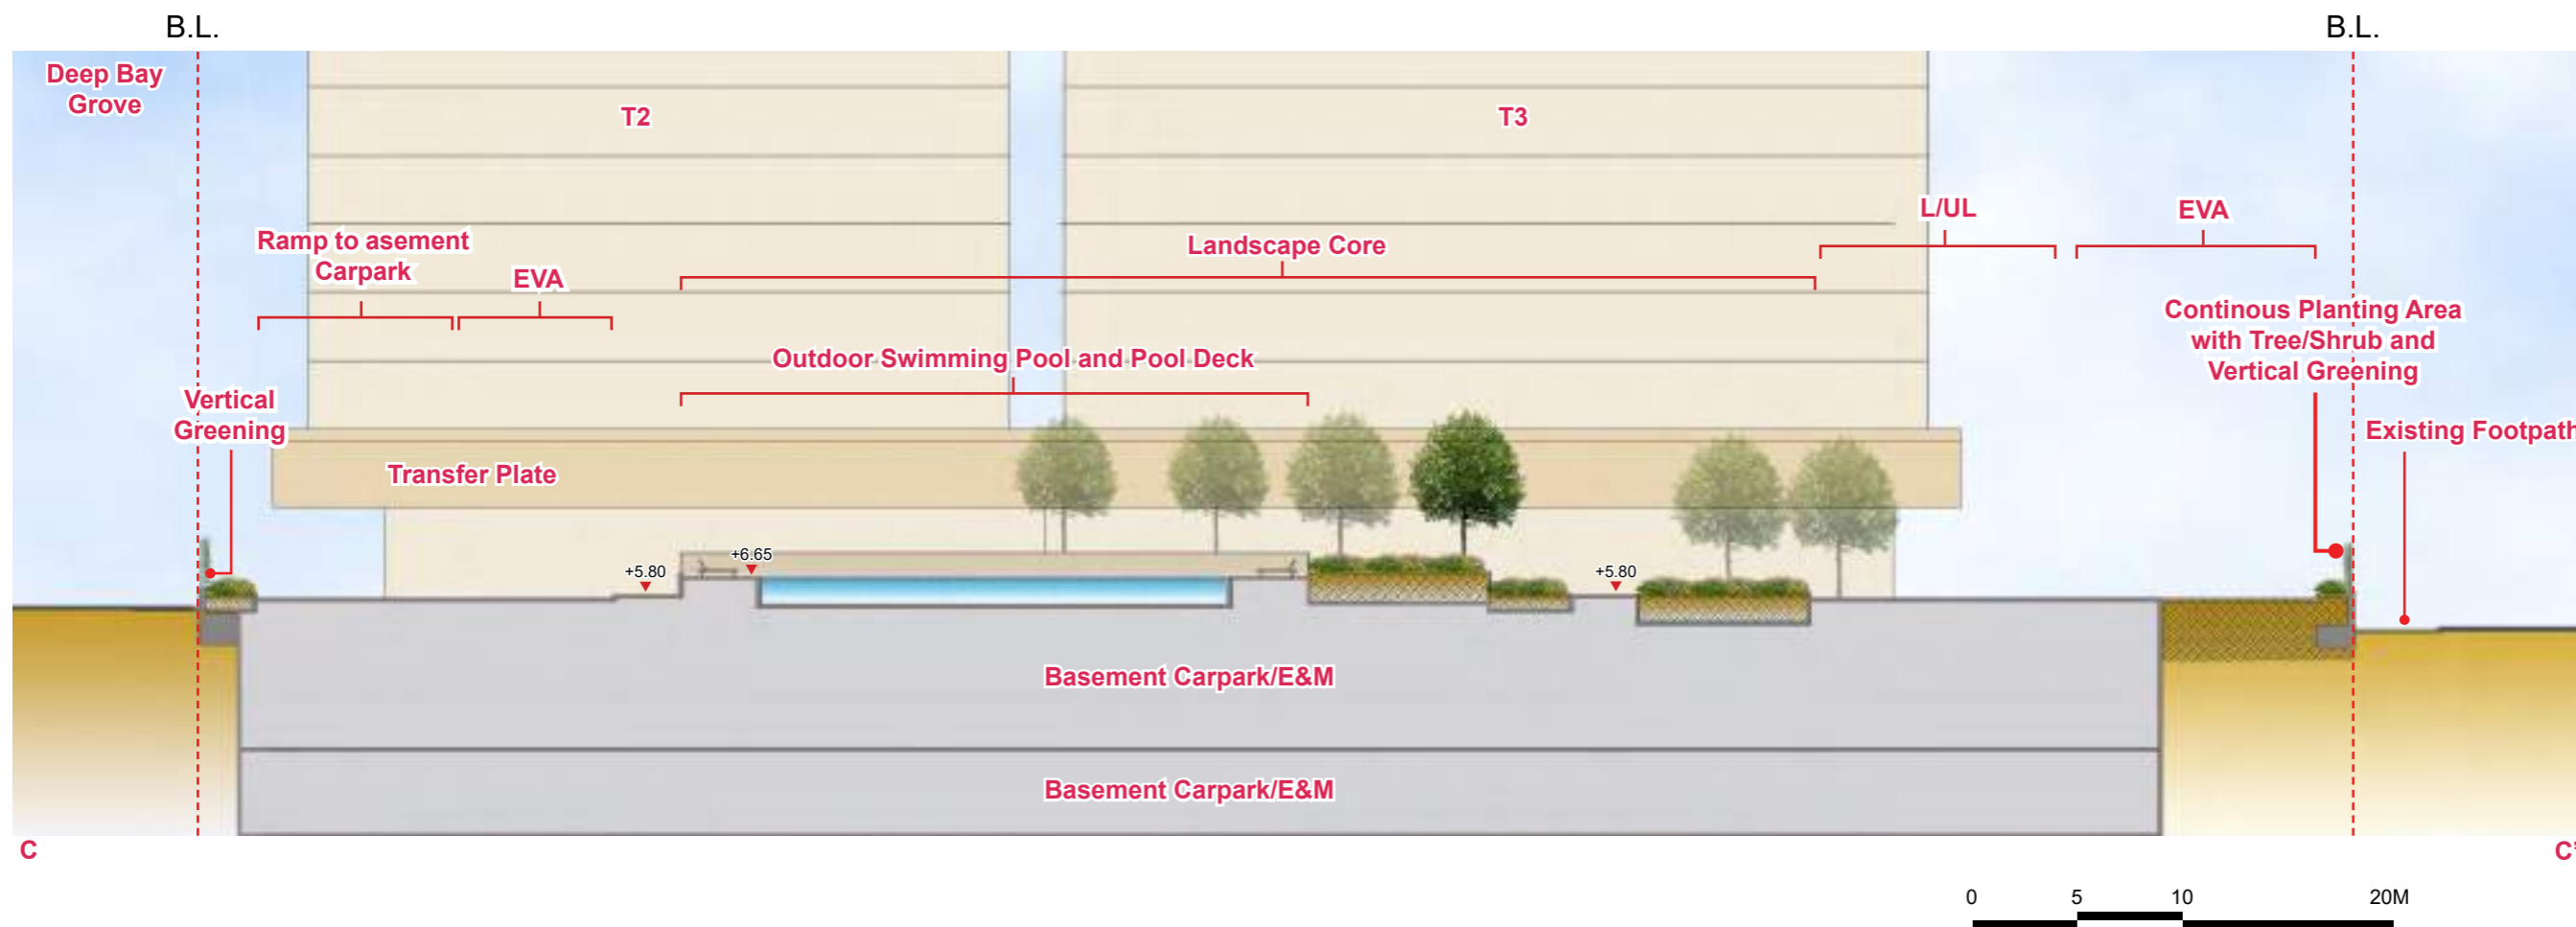 B.L.
B.L.
Deep Bay
Grove
T2
T3
L/UL
EVA
Ramp to asement
Carpark
EVA
Landscape Core
Continous Planting Area
with Tree/Shrub and
Vertical Greening
Outdoor Swimming Pool and Pool Deck
Vertical
Greening
Existing Footpath
Transfer Plate
+5.80
+6.65
+5.80
Basement Carpark/E&M
Basement Carpark/E&M
C
C'
0 5 10 20M